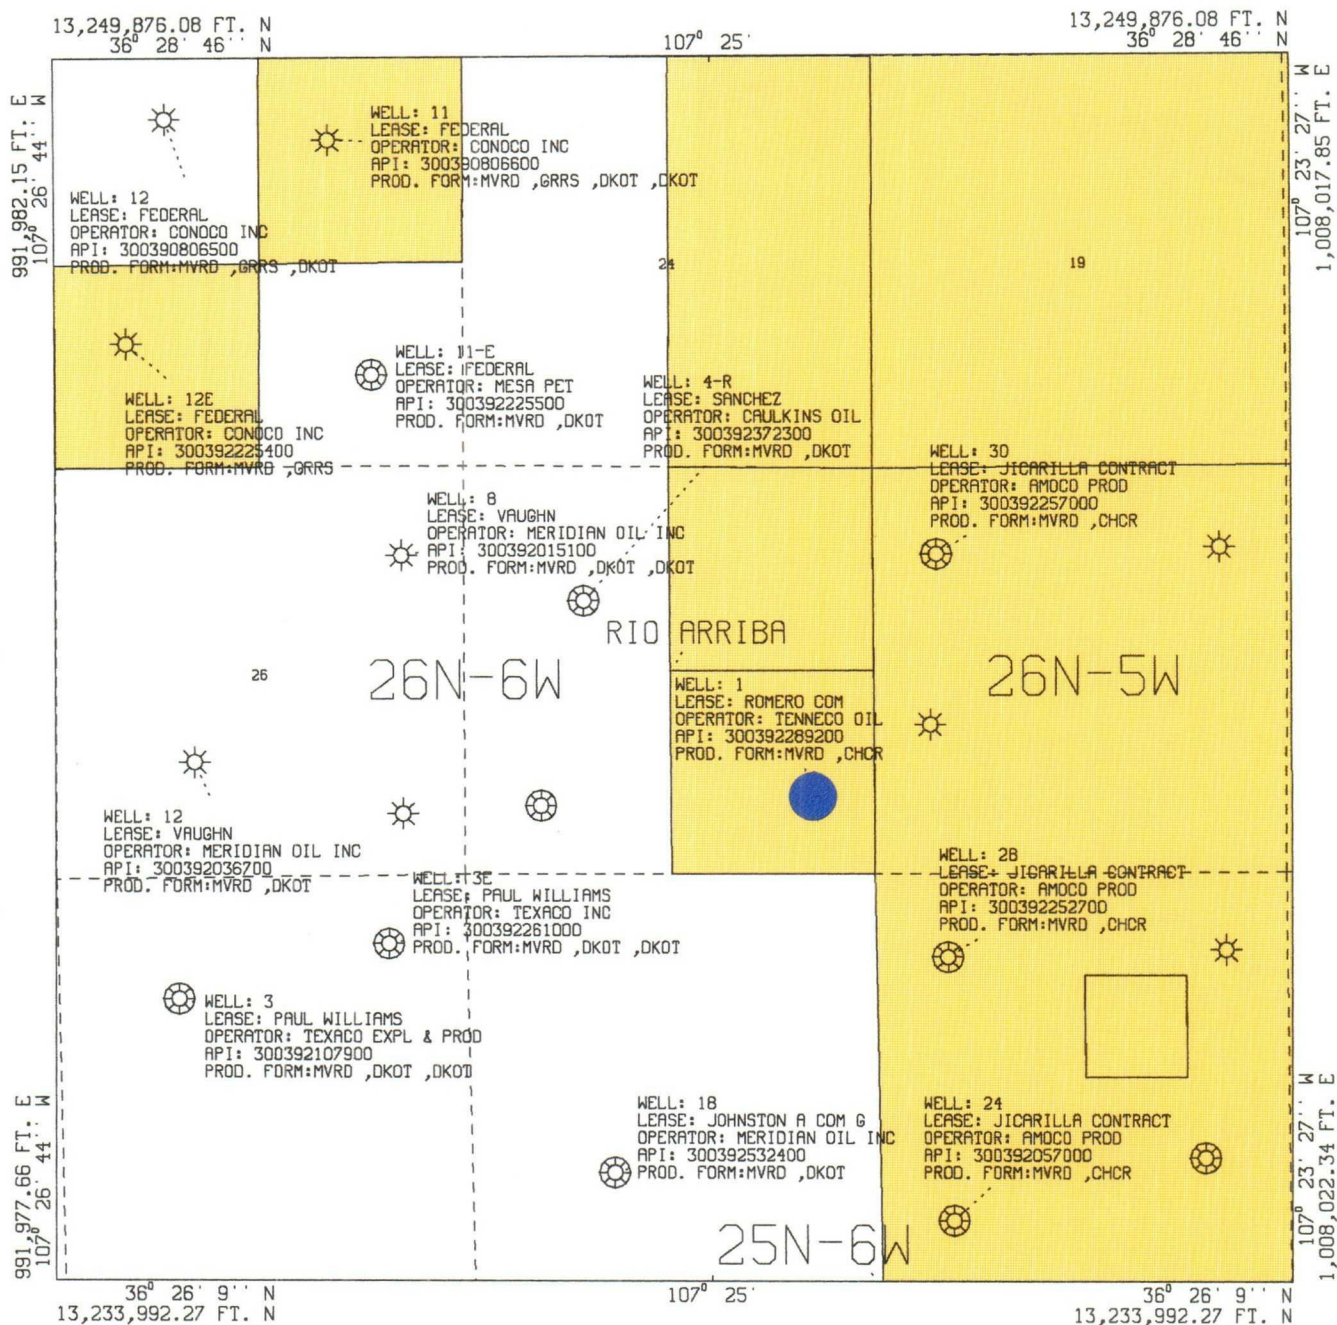 13,249,876.08 FT. N
36° 28' 46'' N
107° 25'
13,249,876.08 FT. N
36° 28' 46'' N
991,982.15 FT. E
107° 26' 44'' W
107° 23' 27'' W
1,008,017.85 FT. E
WELL: 11
LEASE: FEDERAL
OPERATOR: CONOCO INC
API: 300390806600
PROD. FORM:MVRD ,GRRS ,DKOT ,DKOT
WELL: 12
LEASE: FEDERAL
OPERATOR: CONOCO INC
API: 300390806500
PROD. FORM:MVRD ,GRRS ,DKOT
24
19
WELL: 11-E
LEASE: FEDERAL
OPERATOR: MESA PET
API: 300392225500
PROD. FORM:MVRD ,DKOT
WELL: 4-R
LEASE: SANCHEZ
OPERATOR: CAULKINS OIL
API: 300392372300
PROD. FORM:MVRD ,DKOT
WELL: 12E
LEASE: FEDERAL
OPERATOR: CONOCO INC
API: 300392225400
PROD. FORM:MVRD ,GRRS
WELL: 30
LEASE: JICARILLA CONTRACT
OPERATOR: AMOCO PROD
API: 300392257000
PROD. FORM:MVRD ,CHCR
WELL: 8
LEASE: VAUGHN
OPERATOR: MERIDIAN OIL INC
API: 300392015100
PROD. FORM:MVRD ,DKOT ,DKOT
RIO ARRIBA
26
26N-6W
26N-5W
WELL: 1
LEASE: ROMERO COM
OPERATOR: TENNECO OIL
API: 300392289200
PROD. FORM:MVRD ,CHCR
WELL: 12
LEASE: VAUGHN
OPERATOR: MERIDIAN OIL INC
API: 300392036700
PROD. FORM:MVRD ,DKOT
WELL: 28
LEASE: JICARILLA CONTRACT
OPERATOR: AMOCO PROD
API: 300392252700
PROD. FORM:MVRD ,CHCR
WELL: 3E
LEASE: PAUL WILLIAMS
OPERATOR: TEXACO INC
API: 300392261000
PROD. FORM:MVRD ,DKOT ,DKOT
WELL: 3
LEASE: PAUL WILLIAMS
OPERATOR: TEXACO EXPL & PROD
API: 300392107900
PROD. FORM:MVRD ,DKOT ,DKOT
WELL: 18
LEASE: JOHNSTON A COM G
OPERATOR: MERIDIAN OIL INC
API: 300392532400
PROD. FORM:MVRD ,DKOT
WELL: 24
LEASE: JICARILLA CONTRACT
OPERATOR: AMOCO PROD
API: 300392057000
PROD. FORM:MVRD ,CHCR
25N-6W
991,977.66 FT. E
107° 26' 44'' W
107° 23' 27'' W
1,008,022.34 FT. E
36° 26' 9'' N
13,233,992.27 FT. N
107° 25'
36° 26' 9'' N
13,233,992.27 FT. N